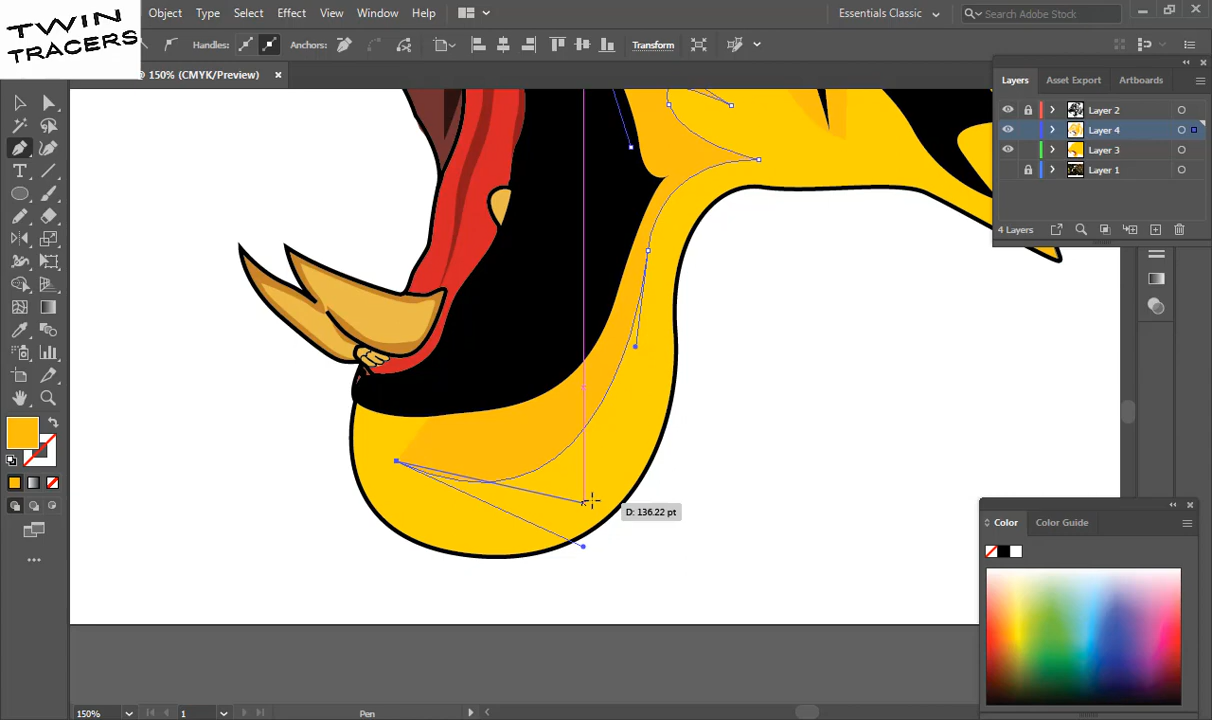 TWIN
TRACERS
Object Type Select Effect View Window Help
Essentials Classic
Search Adobe Stock
Handles:
Anchors:
Transform
@ 150% (CMYK/Preview) ×
Layers Asset Export Artboards
Layer 2
Layer 4
Layer 3
Layer 1
4 Layers
D: 136.22 pt
Color Color Guide
150%
1
Pen